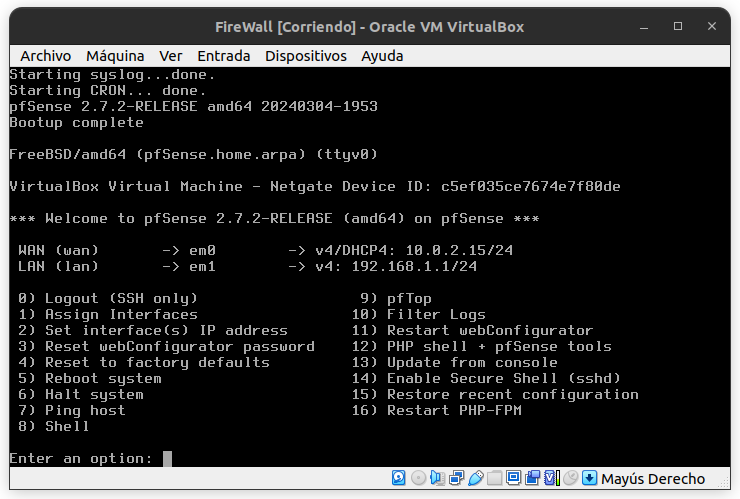 FireWall [Corriendo] - Oracle VM VirtualBox
Archivo Máquina Ver Entrada Dispositivos Ayuda
Starting syslog...done.
Starting CRON... done.
pfSense 2.7.2-RELEASE amd64 20240304-1953
Bootup complete
FreeBSD/amd64 (pfSense.home.arpa) (ttyv0)
VirtualBox Virtual Machine - Netgate Device ID: c5ef035ce7674e7f80de
*** Welcome to pfSense 2.7.2-RELEASE (amd64) on pfSense ***
WAN (wan) -> em0 -> v4/DHCP4: 10.0.2.15/24
LAN (lan) -> em1 -> v4: 192.168.1.1/24
0) Logout (SSH only) 9) pfTop
1) Assign Interfaces 10) Filter Logs
2) Set interface(s) IP address 11) Restart webConfigurator
3) Reset webConfigurator password 12) PHP shell + pfSense tools
4) Reset to factory defaults 13) Update from console
5) Reboot system 14) Enable Secure Shell (sshd)
6) Halt system 15) Restore recent configuration
7) Ping host 16) Restart PHP-FPM
8) Shell
Enter an option:
Mayús Derecho